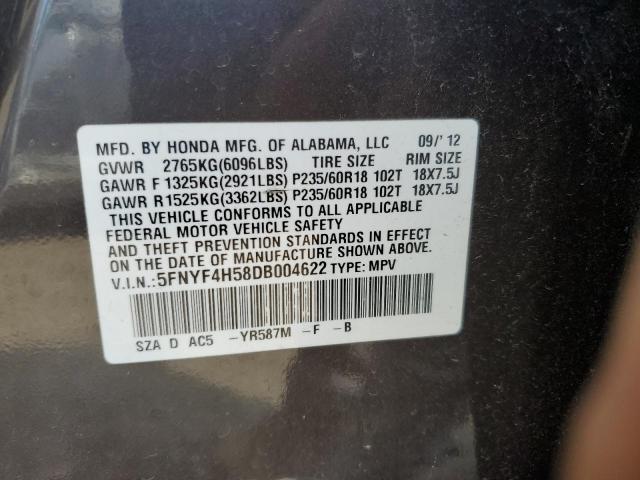 MFD. BY HONDA MFG. OF ALABAMA, LLC 09/'12
GVWR 2765KG(6096LBS) TIRE SIZE RIM SIZE
GAWR F 1325KG(2921LBS) P235/60R18 102T 18X7.5J
GAWR R1525KG(3362LBS) P235/60R18 102T 18X7.5J
THIS VEHICLE CONFORMS TO ALL APPLICABLE
FEDERAL MOTOR VEHICLE SAFETY
AND THEFT PREVENTION STANDARDS IN EFFECT
ON THE DATE OF MANUFACTURE SHOWN ABOVE.
V.I.N.:5FNYF4H58DB004622 TYPE: MPV
SZA D AC5 -YR587M -F -B